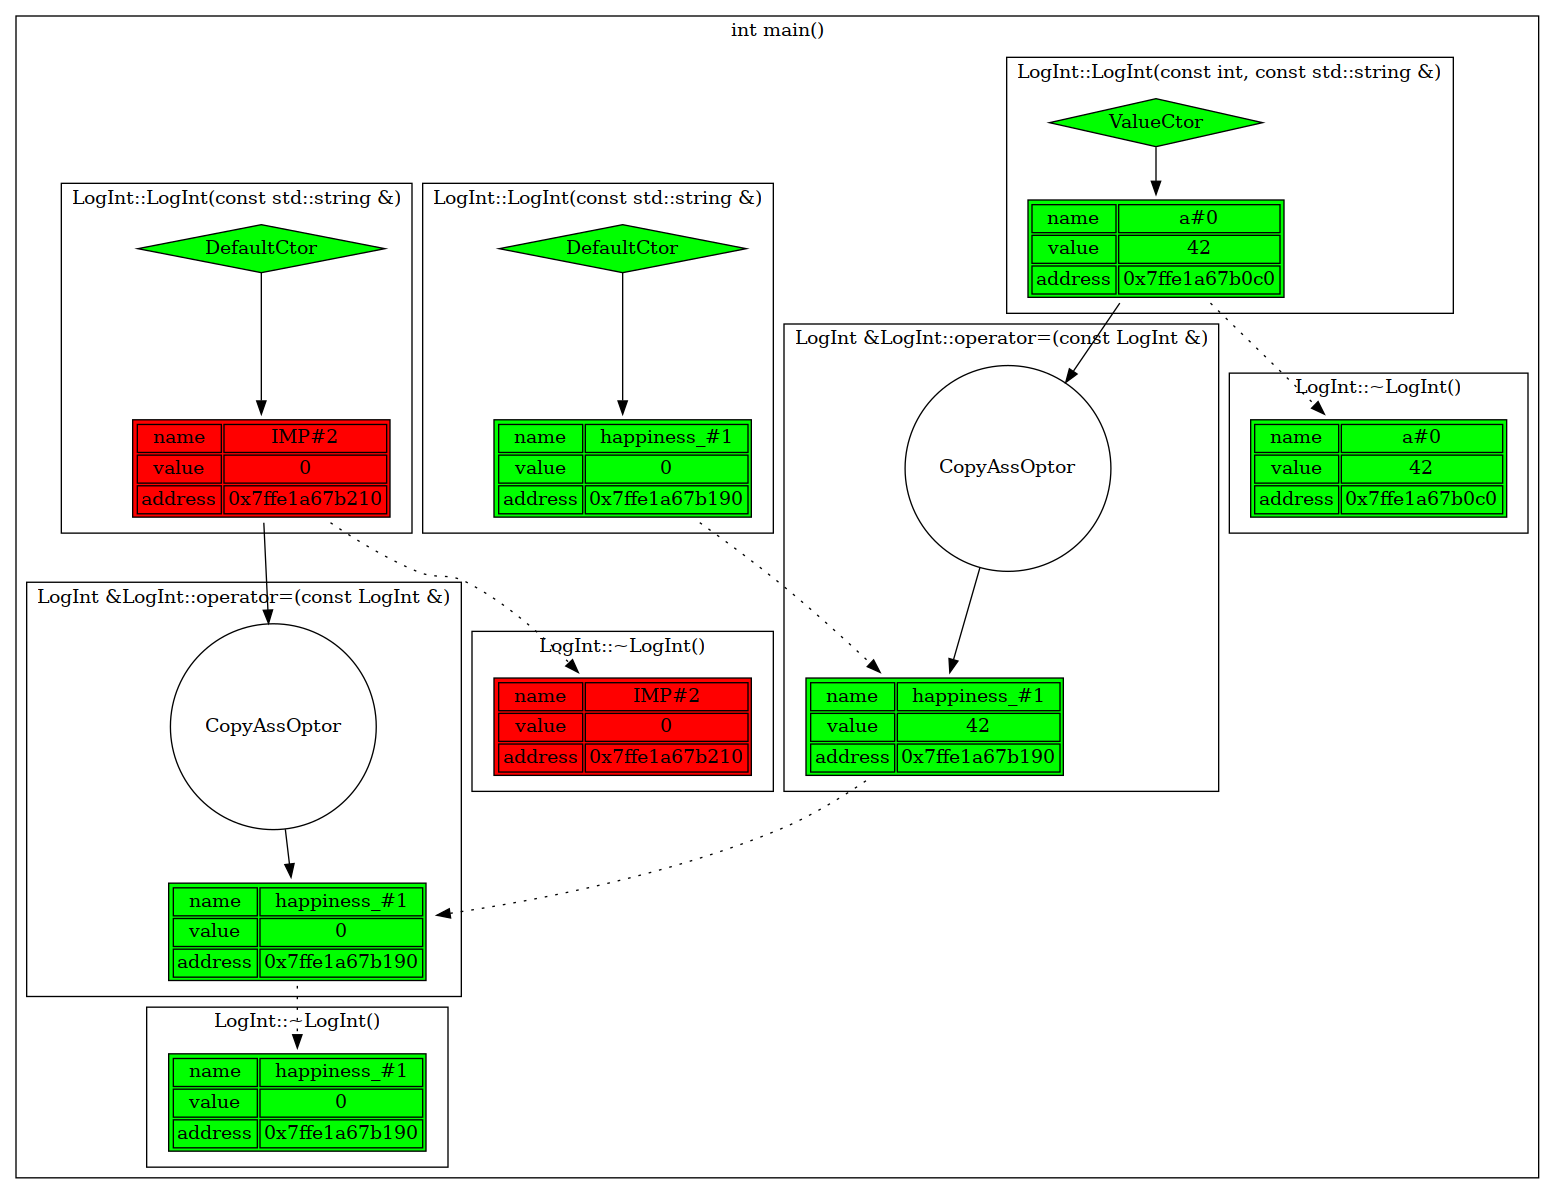 int main()
LogInt::LogInt(const int, const std::string &)
ValueCtor
name a#0
value 42
address 0x7ffe1a67b0c0
LogInt::LogInt(const std::string &)
DefaultCtor
name IMP#2
value 0
address 0x7ffe1a67b210
LogInt::LogInt(const std::string &)
DefaultCtor
name happiness_#1
value 0
address 0x7ffe1a67b190
LogInt &LogInt::operator=(const LogInt &)
CopyAssOptor
name happiness_#1
value 42
address 0x7ffe1a67b190
LogInt::~LogInt()
name a#0
value 42
address 0x7ffe1a67b0c0
LogInt &LogInt::operator=(const LogInt &)
CopyAssOptor
name happiness_#1
value 0
address 0x7ffe1a67b190
LogInt::~LogInt()
name IMP#2
value 0
address 0x7ffe1a67b210
LogInt::~LogInt()
name happiness_#1
value 0
address 0x7ffe1a67b190